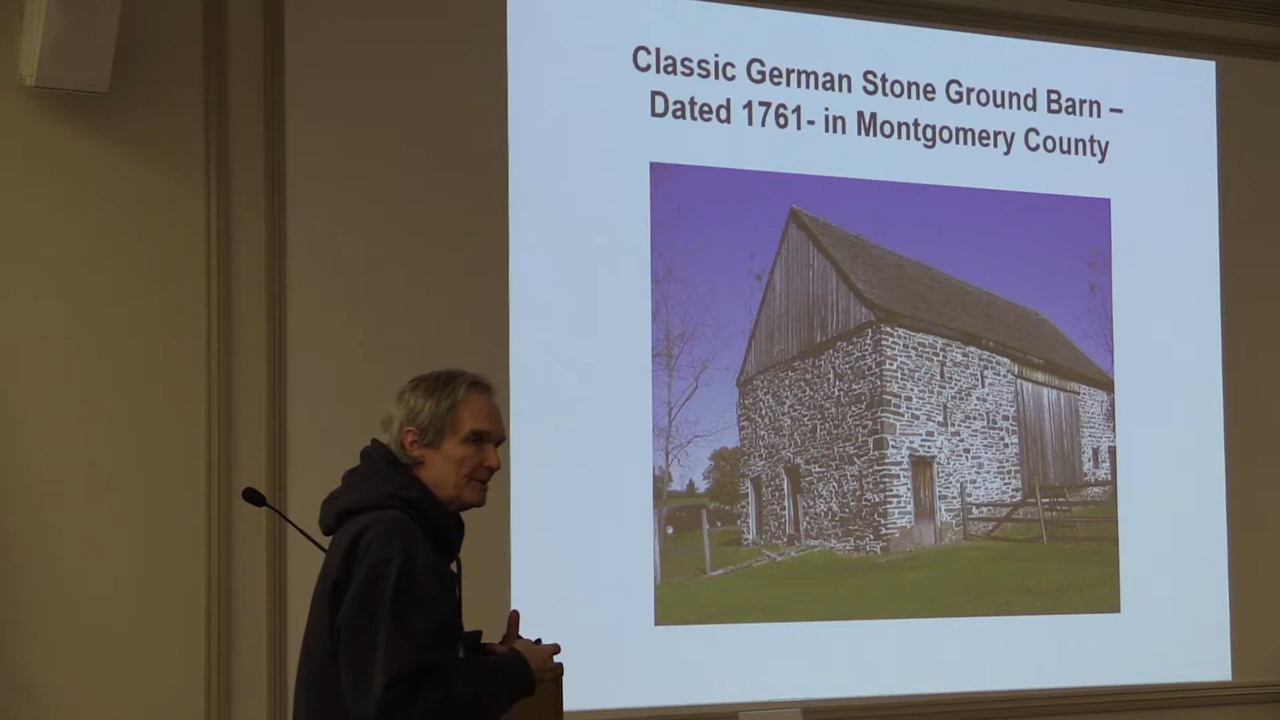 Classic German Stone Ground Barn –
Dated 1761- in Montgomery County